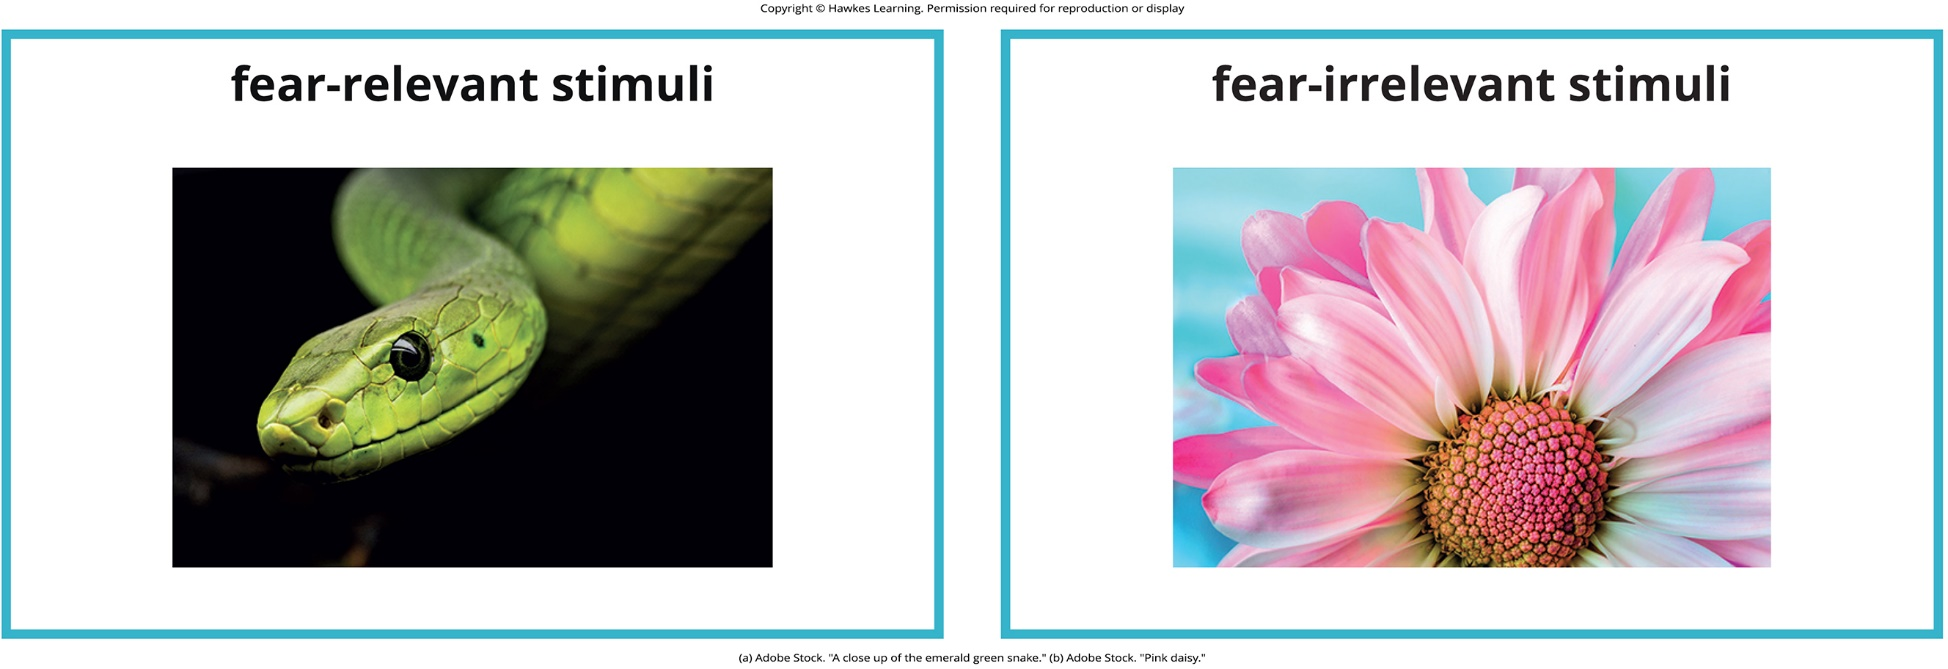 Copyright © Hawkes Learning. Permission required for reproduction or display
fear-relevant stimuli
fear-irrelevant stimuli
(a) Adobe Stock. "A close up of the emerald green snake." (b) Adobe Stock. "Pink daisy."